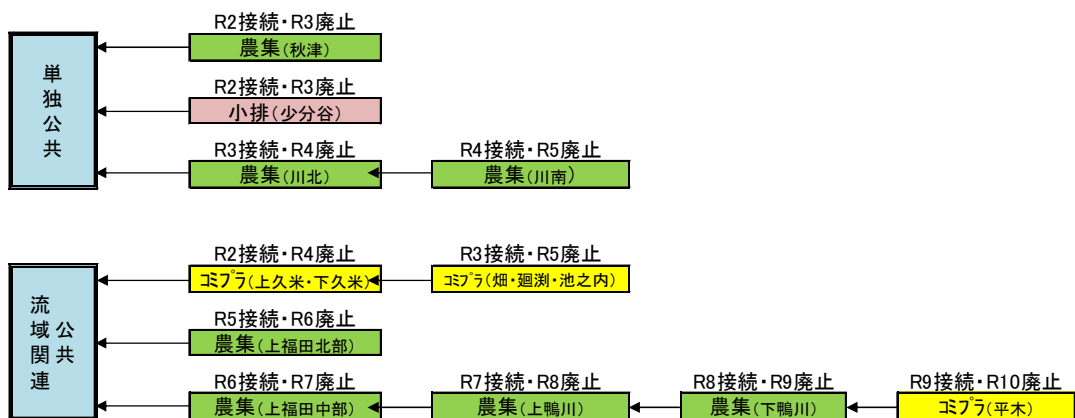 単独公共
R2接続・R3廃止
農集(秋津)
R2接続・R3廃止
小排(少分谷)
R3接続・R4廃止
農集(川北)
R4接続・R5廃止
農集(川南)
流域関連
公共
R2接続・R4廃止
ｺﾐﾌﾟﾗ(上久米・下久米)
R3接続・R5廃止
ｺﾐﾌﾟﾗ(畑・廻渕・池之内)
R5接続・R6廃止
農集(上福田北部)
R6接続・R7廃止
農集(上福田中部)
R7接続・R8廃止
農集(上鴨川)
R8接続・R9廃止
農集(下鴨川)
R9接続・R10廃止
ｺﾐﾌﾟﾗ(平木)